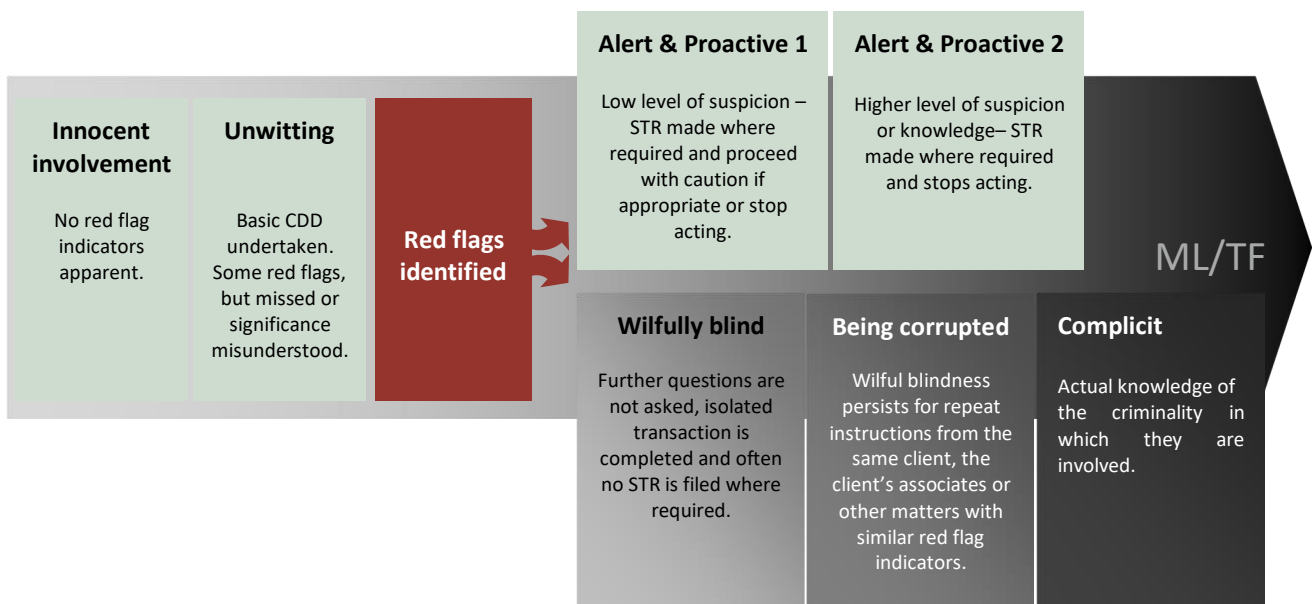 Innocent
involvement
No red flag
indicators
apparent.
Unwitting
Basic CDD
undertaken.
Some red flags,
but missed or
significance
misunderstood.
Red flags
identified
Alert & Proactive 1
Low level of suspicion –
STR made where
required and proceed
with caution if
appropriate or stop
acting.
Alert & Proactive 2
Higher level of suspicion
or knowledge– STR
made where required
and stops acting.
ML/TF
Wilfully blind
Further questions are
not asked, isolated
transaction is
completed and often
no STR is filed where
required.
Being corrupted
Wilful blindness
persists for repeat
instructions from the
same client, the
client’s associates or
other matters with
similar red flag
indicators.
Complicit
Actual knowledge of
the criminality in
which they are
involved.